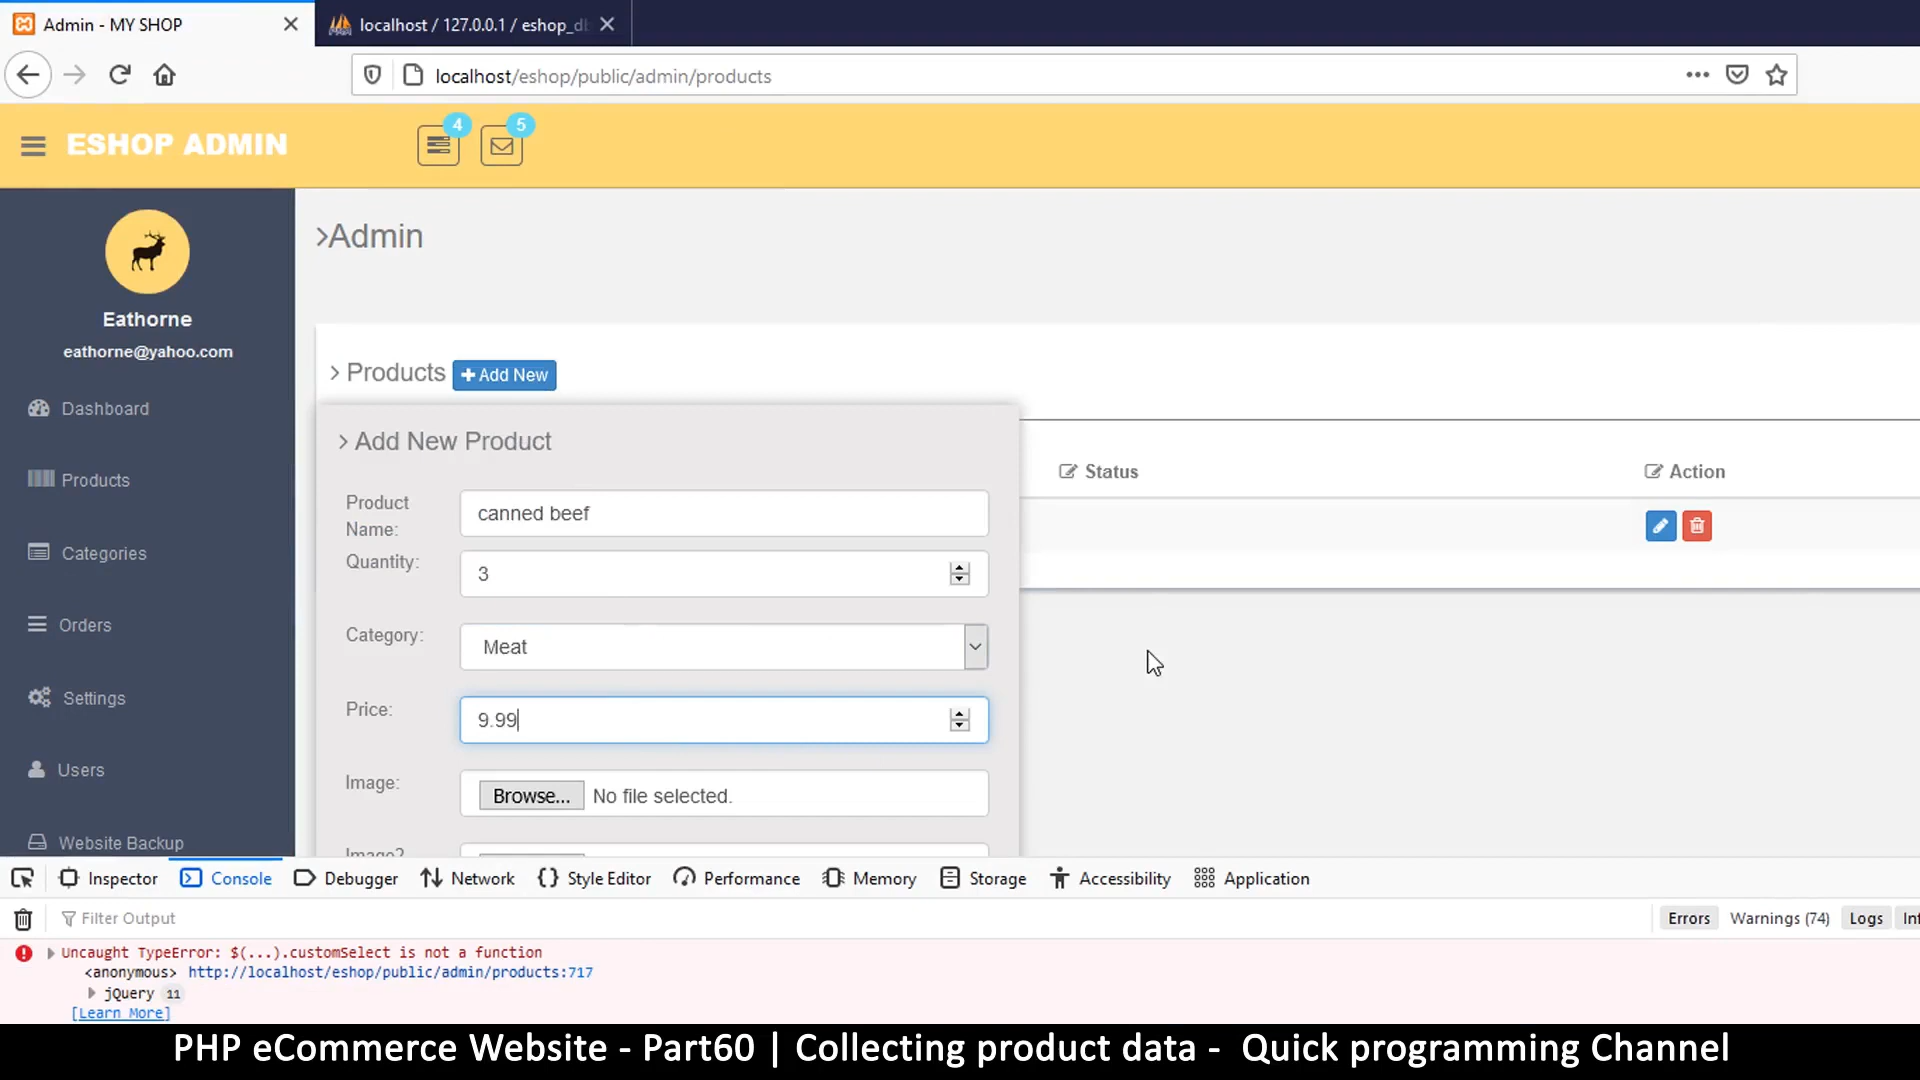 Admin - MY SHOP
localhost / 127.0.0.1 / eshop_db
localhost/eshop/public/admin/products
ESHOP ADMIN
4
5
Eathorne
eathorne@yahoo.com
Dashboard
Products
Categories
Orders
Settings
Users
Website Backup
Admin
Products
Add New
Add New Product
Product Name:
canned beef
Quantity:
3
Category:
Meat
Price:
9.99
Image:
Browse... No file selected.
Image2
Status
Action
Inspector
Console
Debugger
Network
Style Editor
Performance
Memory
Storage
Accessibility
Application
Filter Output
Errors
Warnings (74)
Logs
Uncaught TypeError: $(...).customSelect is not a function
<anonymous> http://localhost/eshop/public/admin/products:717
jQuery 11
[Learn More]
PHP eCommerce Website - Part60 | Collecting product data - Quick programming Channel